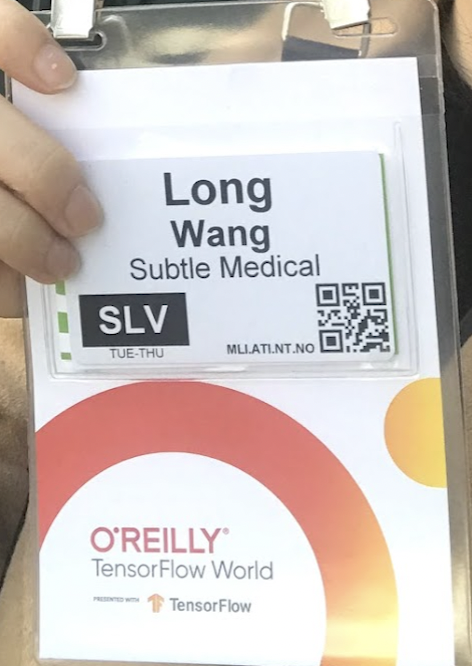 Long
Wang
Subtle Medical
SLV
TUE-THU
MLI.ATI.NT.NO
O'REILLY®
TensorFlow World
PRESENTED WITH TensorFlow